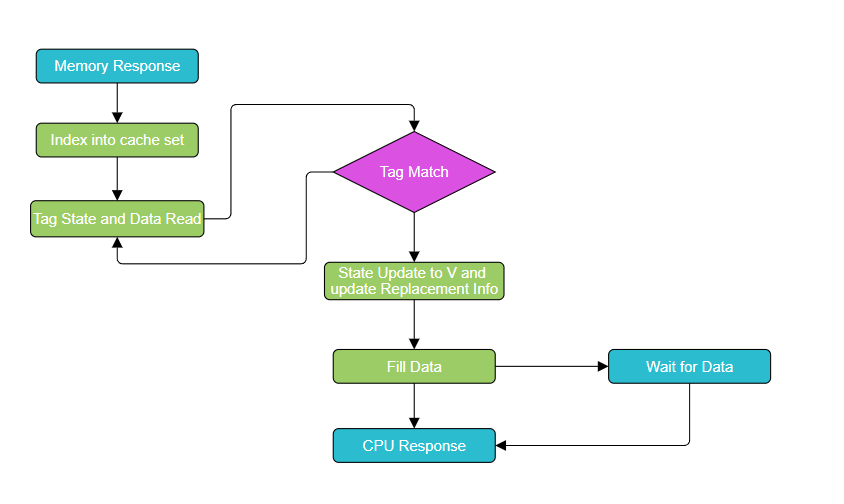 Memory Response
Index into cache set
Tag State and Data Read
Tag Match
State Update to V and
update Replacement Info
Fill Data
Wait for Data
CPU Response